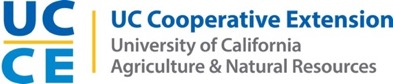 UC
CE
UC Cooperative Extension
University of California
Agriculture & Natural Resources